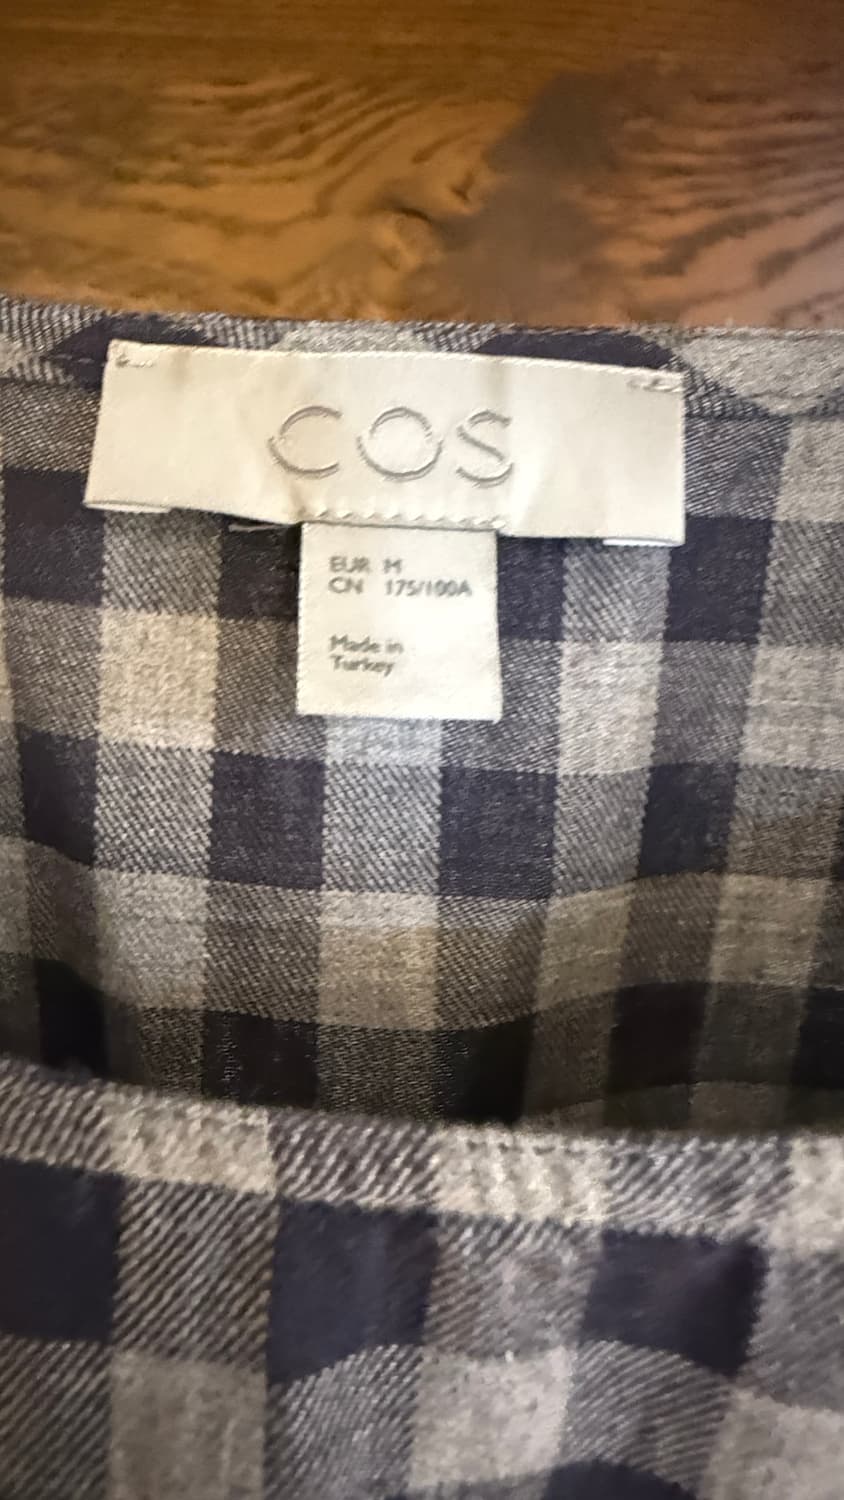 COS
EUR M
CN 175/100A
Made in
Turkey